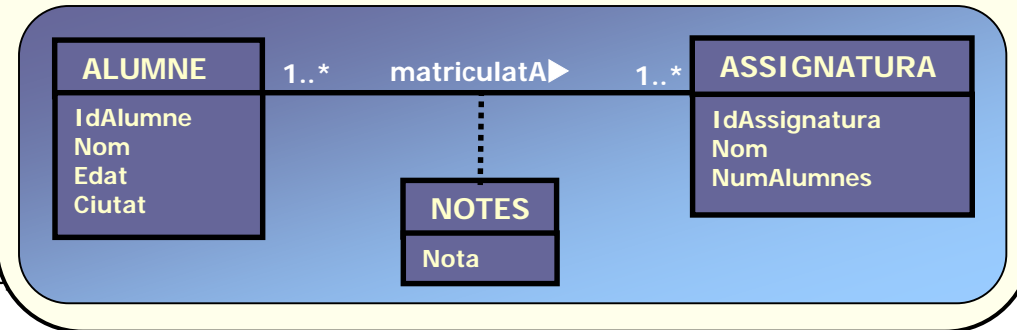 ALUMNE
IdAlumne
Nom
Edat
Ciutat
1..*
matriculatA
1..*
ASSIGNATURA
IdAssignatura
Nom
NumAlumnes
NOTES
Nota